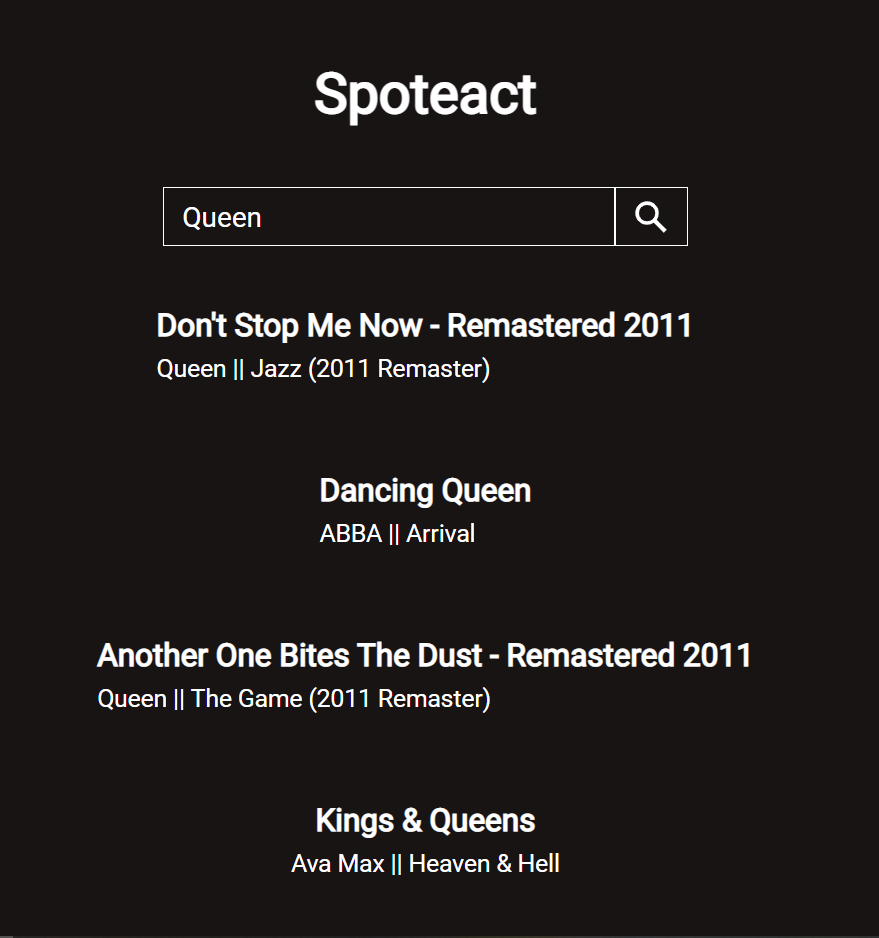 Spoteact
Queen
Don't Stop Me Now - Remastered 2011
Queen || Jazz (2011 Remaster)
Dancing Queen
ABBA || Arrival
Another One Bites The Dust - Remastered 2011
Queen || The Game (2011 Remaster)
Kings & Queens
Ava Max || Heaven & Hell